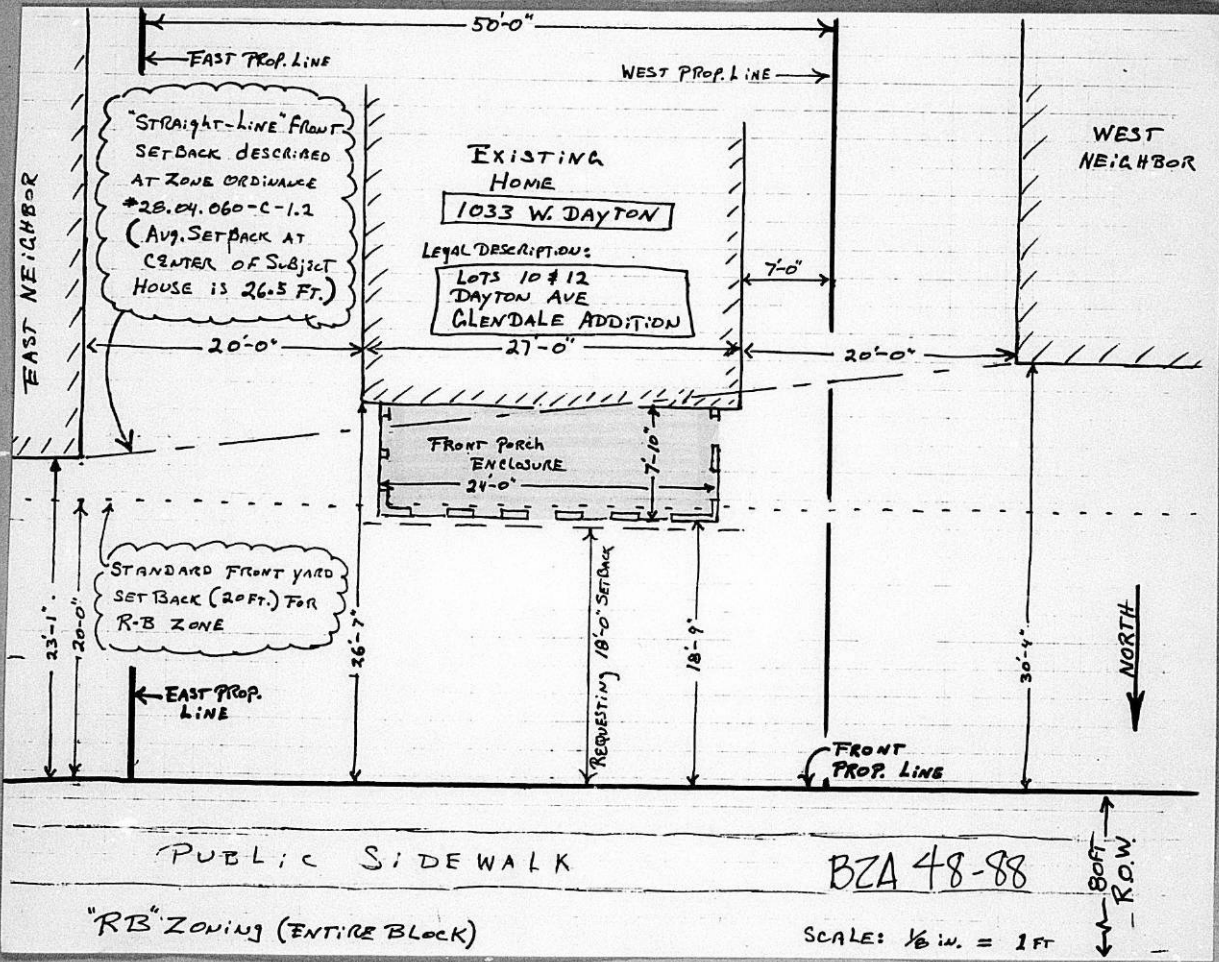 50'-0"
EAST PROP. LINE
WEST PROP. LINE
"STRAIGHT-LINE" FRONT
SETBACK DESCRIBED
AT ZONE ORDINANCE
#28.04.060-C-1.2
(AVG. SETBACK AT
CENTER OF SUBJECT
HOUSE IS 26.5 FT.)
EAST NEIGHBOR
EXISTING
HOME
1033 W. DAYTON
LEGAL DESCRIPTION:
LOTS 10 & 12
DAYTON AVE
GLENDALE ADDITION
WEST
NEIGHBOR
7'-0"
20'-0"
27'-0"
20'-0"
FRONT PORCH
ENCLOSURE
24'-0"
7'-10"
STANDARD FRONT YARD
SET BACK (20 FT.) FOR
R-B ZONE
23'-1"
20'-0"
26'-7"
REQUESTING 18'-0" SETBACK
18'-9"
30'-4"
NORTH
EAST PROP.
LINE
FRONT
PROP. LINE
PUBLIC SIDEWALK
BZA 48-88
80FT
R.O.W.
"RB" ZONING (ENTIRE BLOCK)
SCALE: 1/8 IN. = 1 FT